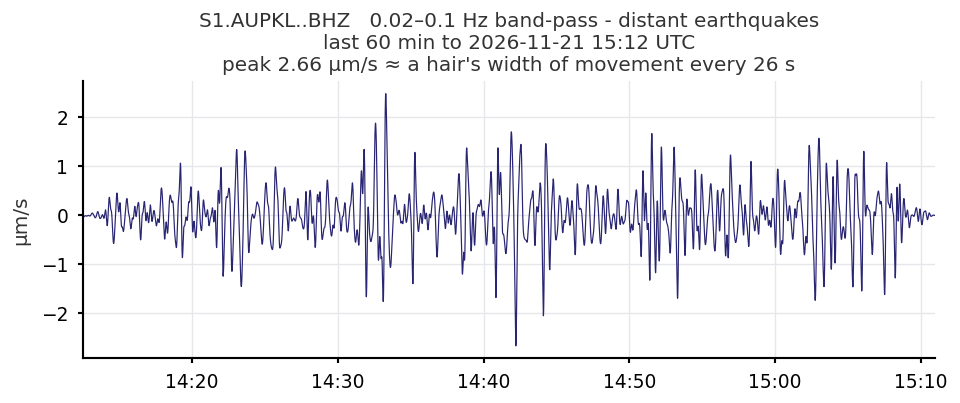 S1.AUPKL..BHZ   0.02–0.1 Hz band-pass - distant earthquakes
last 60 min to 2026-11-21 15:12 UTC
peak 2.66 µm/s ≈ a hair's width of movement every 26 s
µm/s
2
1
0
−1
−2
14:20
14:30
14:40
14:50
15:00
15:10